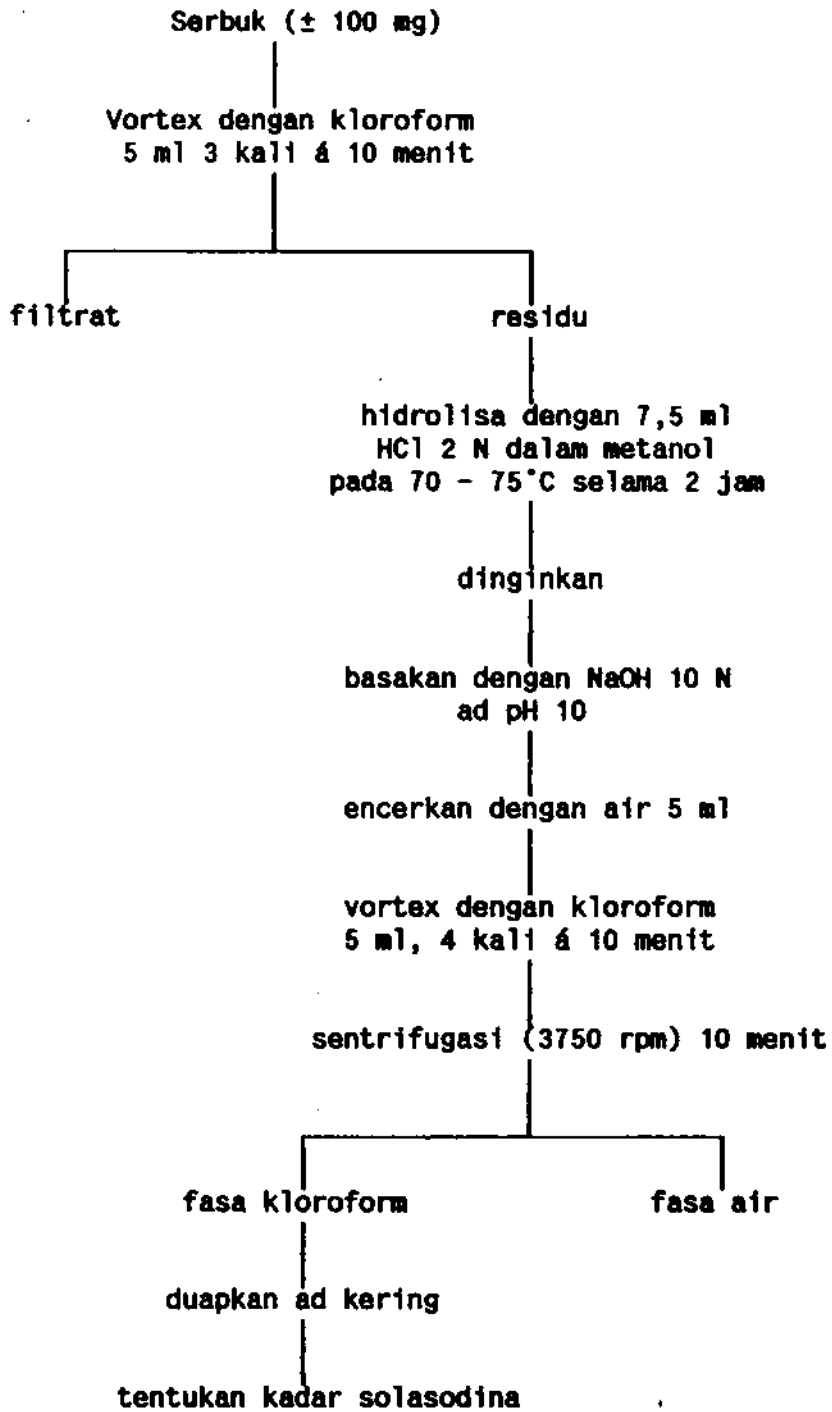 Serbuk (± 100 mg)
Vortex dengan kloroform
5 ml 3 kali á 10 menit
filtrat
residu
hidrolisa dengan 7,5 ml
HCl 2 N dalam metanol
pada 70 - 75°C selama 2 jam
dinginkan
basakan dengan NaOH 10 N
ad pH 10
encerkan dengan air 5 ml
vortex dengan kloroform
5 ml, 4 kali á 10 menit
sentrifugasi (3750 rpm) 10 menit
fasa kloroform
fasa air
duapkan ad kering
tentukan kadar solasodina